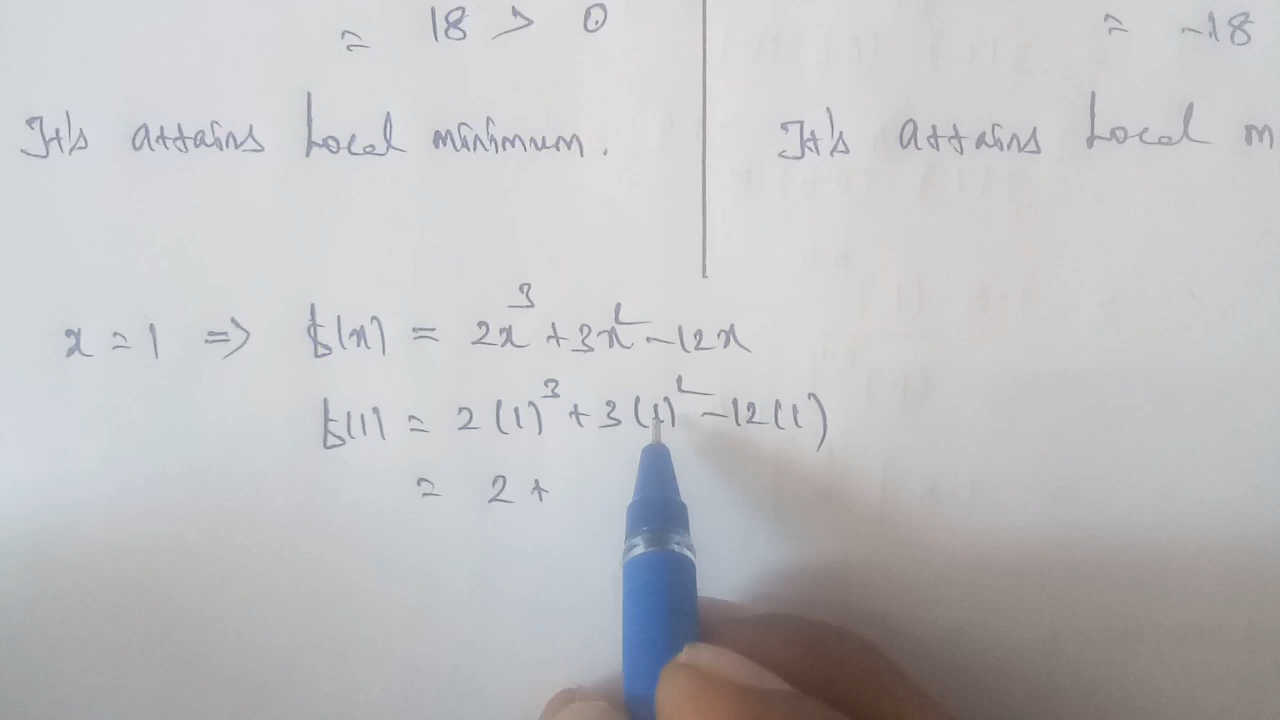 = 18 > 0
It's attains Local minimum.
= -18
It's attains Local m
x = 1 => f(x) = 2x³ + 3x² - 12x
f(1) = 2(1)³ + 3(1)² - 12(1)
= 2 +